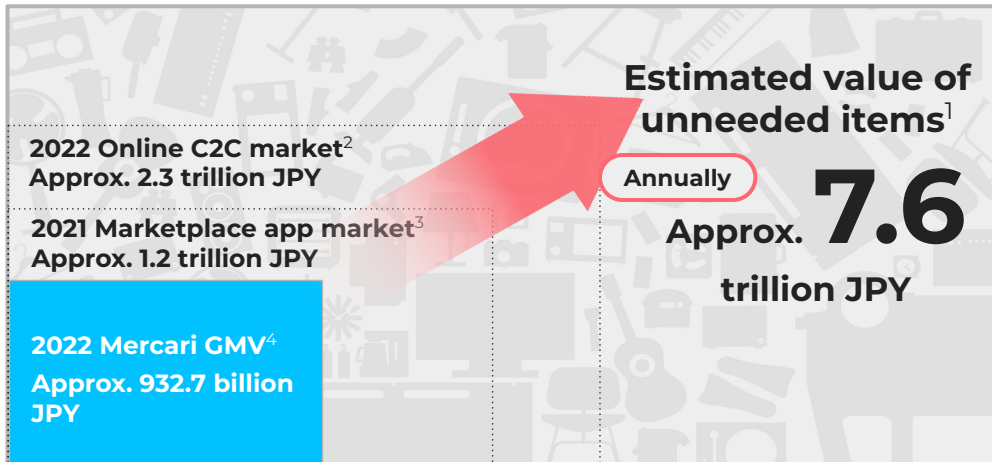 Estimated value of
unneeded items1
Annually
Approx. 7.6
trillion JPY
2022 Online C2C market2
Approx. 2.3 trillion JPY
2021 Marketplace app market3
Approx. 1.2 trillion JPY
2022 Mercari GMV4
Approx. 932.7 billion
JPY